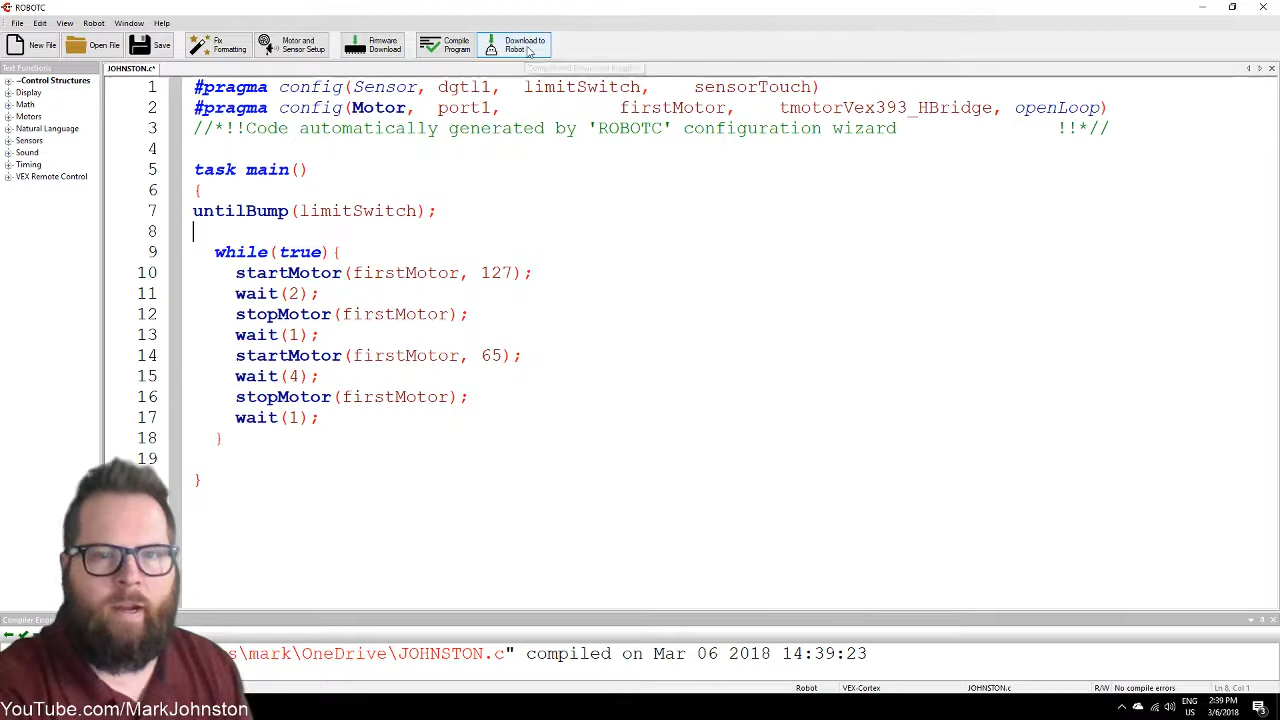 ROBOTC
File Edit View Robot Window Help
New File Open File Save Fix Formatting Motor and Sensor Setup Firmware Download Compile Program Download to Robot
Text Functions
~Control Structures
Display
Math
Motors
Natural Language
Sensors
Sound
Timing
VEX Remote Control
JOHNSTON.c*
1 #pragma config(Sensor, dgtl1, limitSwitch, sensorTouch)
2 #pragma config(Motor, port1, firstMotor, tmotorVex393_HBridge, openLoop)
3 //*!!Code automatically generated by 'ROBOTC' configuration wizard !!*//
4
5 task main()
6 {
7 untilBump(limitSwitch);
8
9 while(true){
10 startMotor(firstMotor, 127);
11 wait(2);
12 stopMotor(firstMotor);
13 wait(1);
14 startMotor(firstMotor, 65);
15 wait(4);
16 stopMotor(firstMotor);
17 wait(1);
18 }
19
}
Compiler Erro
s\mark\OneDrive\JOHNSTON.c" compiled on Mar 06 2018 14:39:23
Robot VEX-Cortex JOHNSTON.c R/W No compile errors Ln 8, Col 1
ENG 2:39 PM
US 3/6/2018
YouTube.com/MarkJohnston